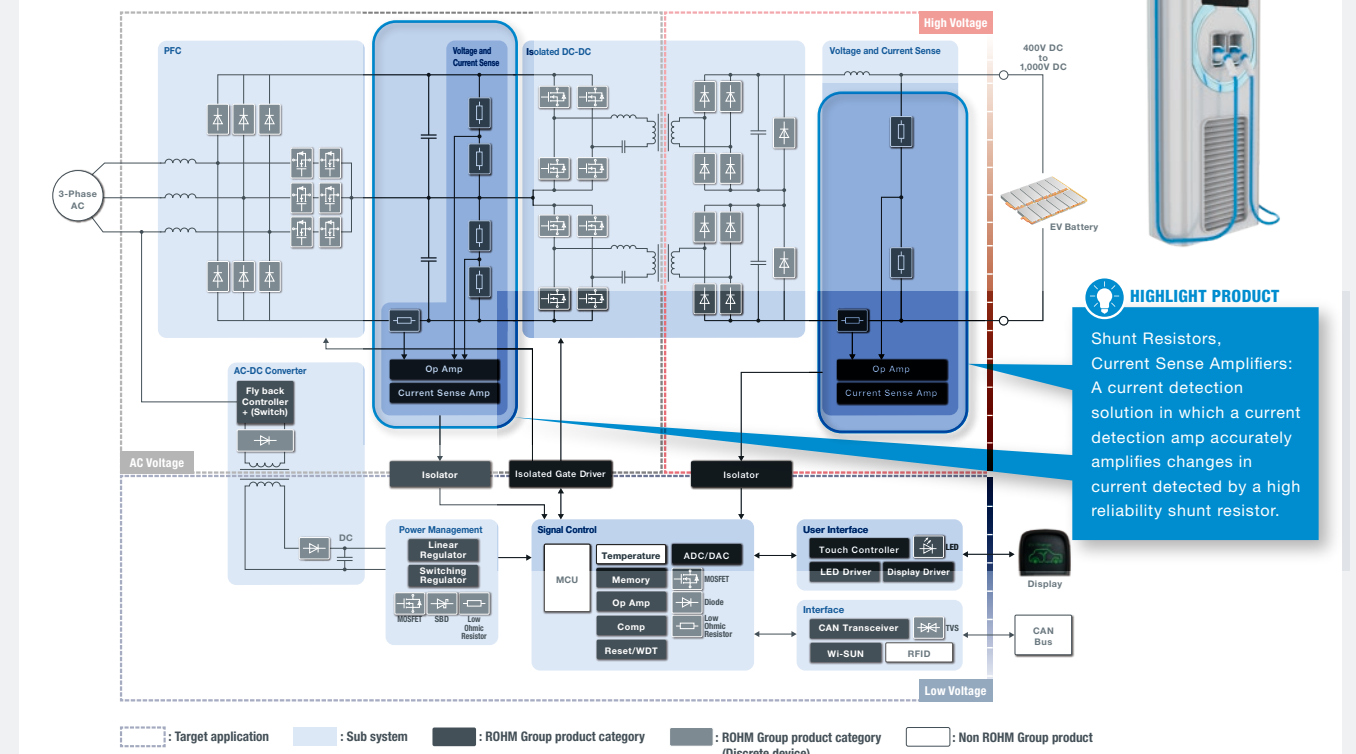 High Voltage
PFC
Voltage and
Current Sense
Isolated DC-DC
Voltage and Current Sense
400V DC
to
1,000V DC
3-Phase
AC
EV Battery
HIGHLIGHT PRODUCT
Shunt Resistors,
Current Sense Amplifiers:
A current detection
solution in which a current
detection amp accurately
amplifies changes in
current detected by a high
reliability shunt resistor.
Op Amp
Current Sense Amp
Op Amp
Current Sense Amp
AC-DC Converter
Fly back
Controller
+ (Switch)
AC Voltage
Isolator
Isolated Gate Driver
Isolator
DC
Power Management
Linear
Regulator
Switching
Regulator
MOSFET
SBD
Low
Ohmic
Resistor
Signal Control
MCU
Temperature
ADC/DAC
Memory
MOSFET
Op Amp
Diode
Comp
Low
Ohmic
Resistor
Reset/WDT
User Interface
Touch Controller
LED
LED Driver
Display Driver
Display
Interface
CAN Transceiver
TVS
Wi-SUN
RFID
CAN
Bus
Low Voltage
: Target application
: Sub system
: ROHM Group product category
: ROHM Group product category
(Discrete device)
: Non ROHM Group product